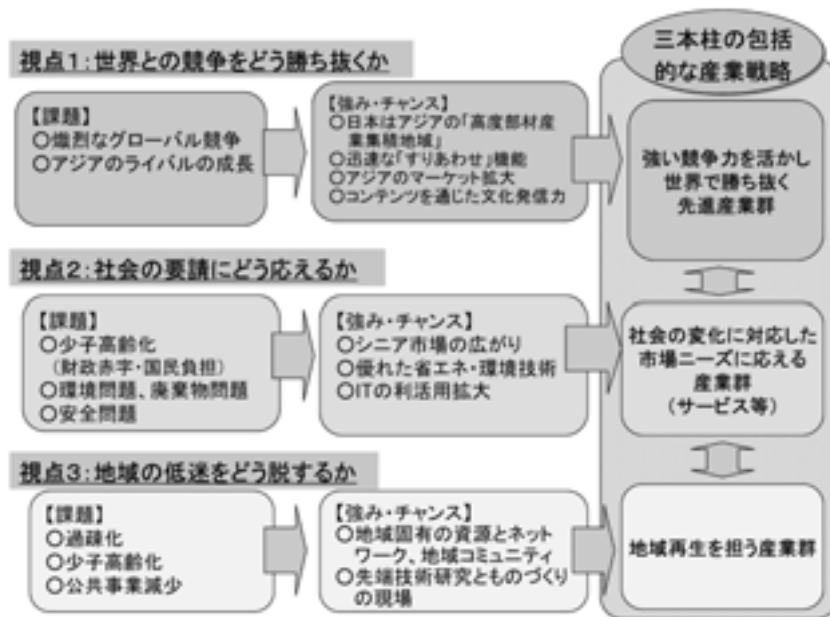 三本柱の包括
的な産業戦略
視点1:世界との競争をどう勝ち抜くか
【課題】
○熾烈なグローバル競争
○アジアのライバルの成長
【強み・チャンス】
○日本はアジアの「高度部材産
業集積地域」
○迅速な「すりあわせ」機能
○アジアのマーケット拡大
○コンテンツを通じた文化発信力
強い競争力を活かし
世界で勝ち抜く
先進産業群
視点2:社会の要請にどう応えるか
【課題】
○少子高齢化
(財政赤字・国民負担)
○環境問題、廃棄物問題
○安全問題
【強み・チャンス】
○シニア市場の広がり
○優れた省エネ・環境技術
○ITの利活用拡大
社会の変化に対応した
市場ニーズに応える
産業群
(サービス等)
視点3:地域の低迷をどう脱するか
【課題】
○過疎化
○少子高齢化
○公共事業減少
【強み・チャンス】
○地域固有の資源とネット
ワーク、地域コミュニティ
○先端技術研究とものづくり
の現場
地域再生を担う産業群